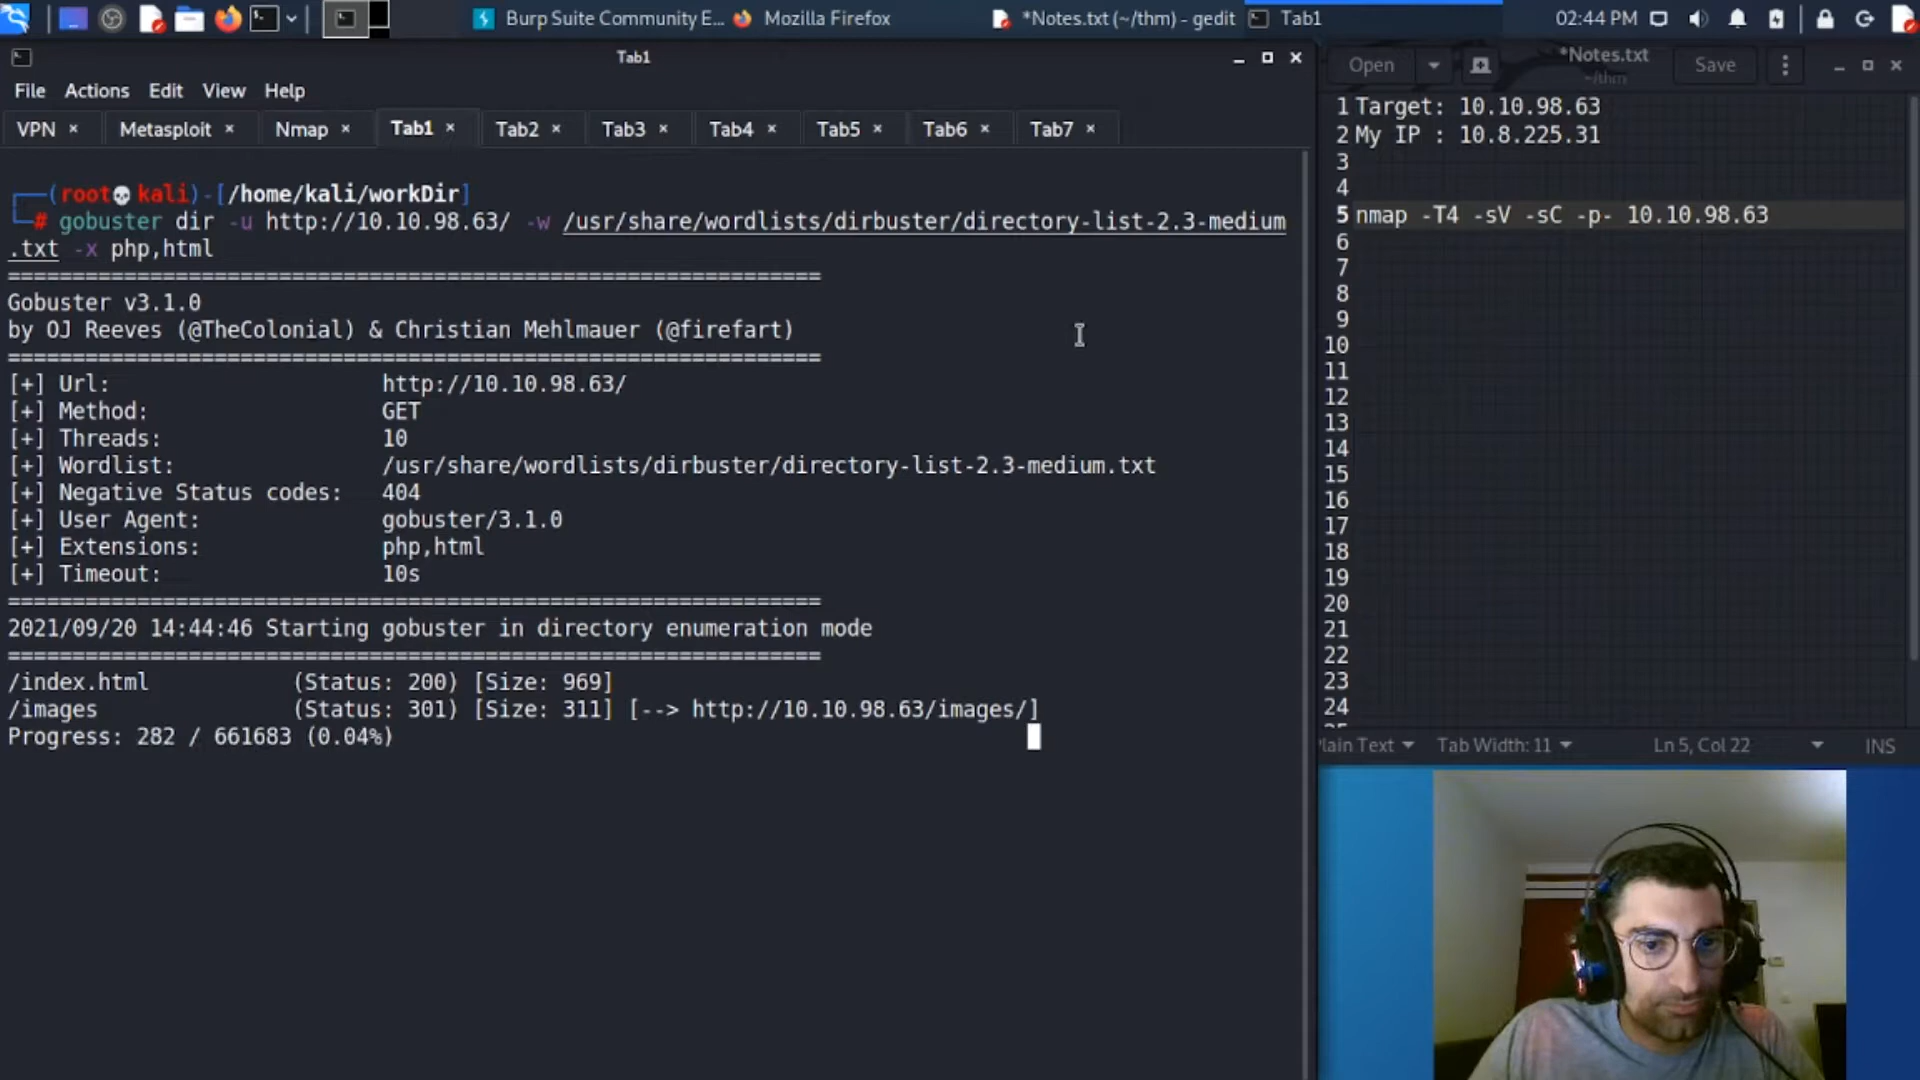 Burp Suite Community E...
Mozilla Firefox
*Notes.txt (~/thm) - gedit
Tab1
02:44 PM
Tab1
File Actions Edit View Help
VPN × Metasploit × Nmap × Tab1 × Tab2 × Tab3 × Tab4 × Tab5 × Tab6 × Tab7 ×
(root💀kali)-[/home/kali/workDir]
# gobuster dir -u http://10.10.98.63/ -w /usr/share/wordlists/dirbuster/directory-list-2.3-medium
.txt -x php,html
===============================================================
Gobuster v3.1.0
by OJ Reeves (@TheColonial) & Christian Mehlmauer (@firefart)
===============================================================
[+] Url:                     http://10.10.98.63/
[+] Method:                  GET
[+] Threads:                 10
[+] Wordlist:                /usr/share/wordlists/dirbuster/directory-list-2.3-medium.txt
[+] Negative Status codes:   404
[+] User Agent:              gobuster/3.1.0
[+] Extensions:              php,html
[+] Timeout:                 10s
===============================================================
2021/09/20 14:44:46 Starting gobuster in directory enumeration mode
===============================================================
/index.html           (Status: 200) [Size: 969]
/images               (Status: 301) [Size: 311] [--> http://10.10.98.63/images/]
Progress: 282 / 661683 (0.04%)
Open
*Notes.txt
~/thm
Save
1 Target: 10.10.98.63
2 My IP : 10.8.225.31
3
4
5 nmap -T4 -sV -sC -p- 10.10.98.63
6
7
8
9
10
11
12
13
14
15
16
17
18
19
20
21
22
23
24
Plain Text Tab Width: 11 Ln 5, Col 22 INS